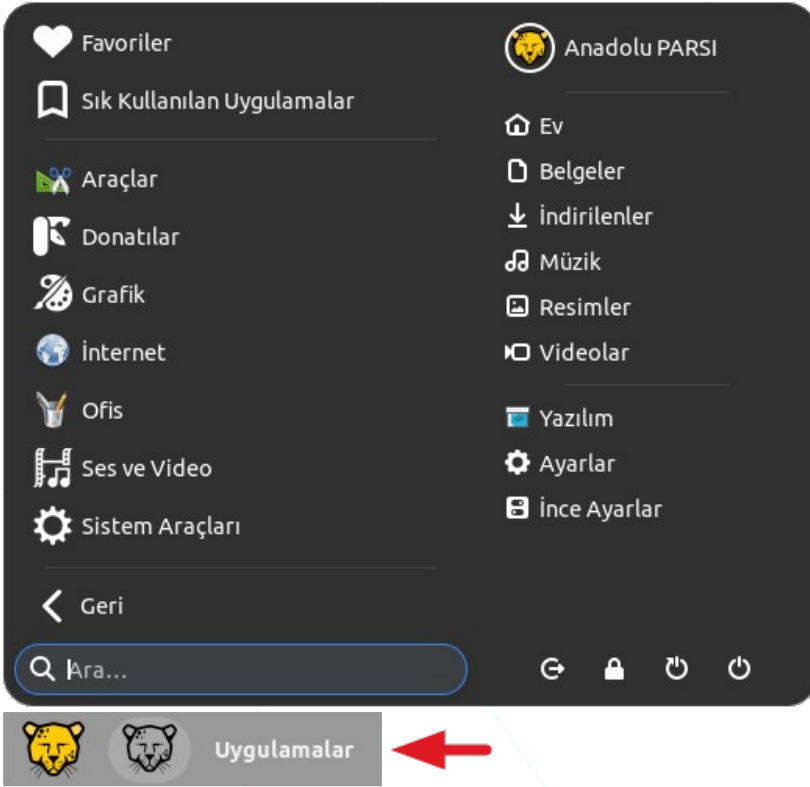 Favoriler
Sık Kullanılan Uygulamalar
Araçlar
Donatılar
Grafik
İnternet
Ofis
Ses ve Video
Sistem Araçları
Geri
Ara...
Anadolu PARSI
Ev
Belgeler
İndirilenler
Müzik
Resimler
Videolar
Yazılım
Ayarlar
İnce Ayarlar
Uygulamalar